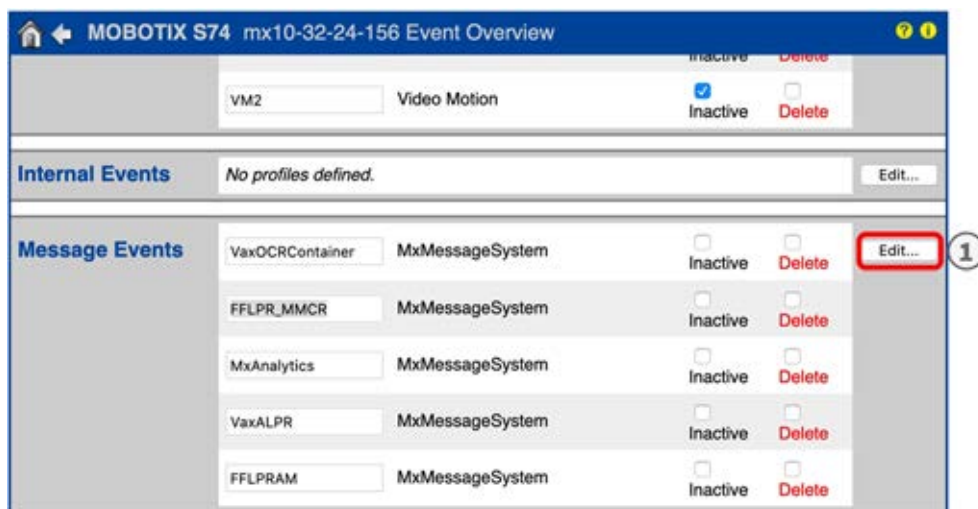 MOBOTIX S74 mx10-32-24-156 Event Overview ? i
Inactive Delete
VM2 Video Motion Inactive Delete
Internal Events No profiles defined. Edit...
Message Events VaxOCRContainer MxMessageSystem Inactive Delete Edit... 1
FFLPR_MMCR MxMessageSystem Inactive Delete
MxAnalytics MxMessageSystem Inactive Delete
VaxALPR MxMessageSystem Inactive Delete
FFLPRAM MxMessageSystem Inactive Delete